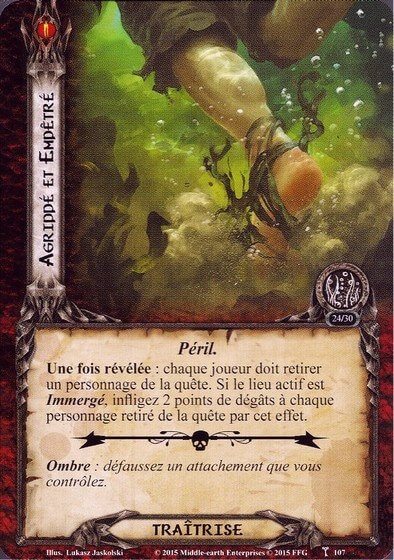 AGRIPPÉ ET EMPÊTRÉ
24/30
Péril.
Une fois révélée : chaque joueur doit retirer
un personnage de la quête. Si le lieu actif est
Immergé, infligez 2 points de dégâts à chaque
personnage retiré de la quête par cet effet.
Ombre : défaussez un attachement que vous
contrôlez.
TRAÎTRISE
Illus. Lukasz Jaskolski © 2015 Middle-earth Enterprises © 2015 FFG 107